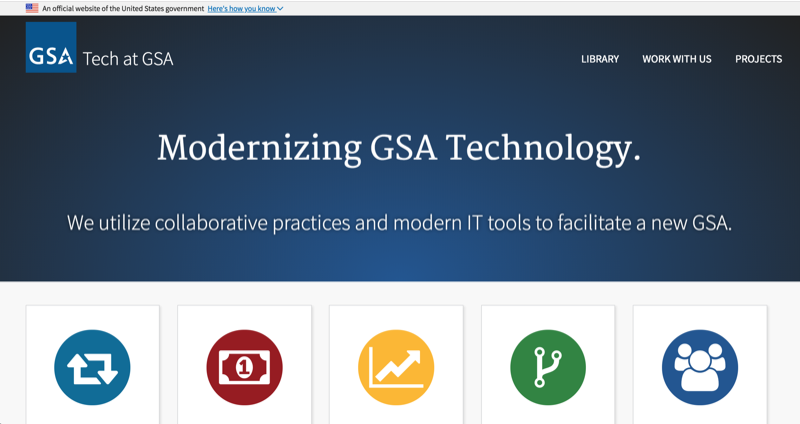 An official website of the United States government Here's how you know
GSA Tech at GSA
LIBRARY WORK WITH US PROJECTS
Modernizing GSA Technology.
We utilize collaborative practices and modern IT tools to facilitate a new GSA.
1